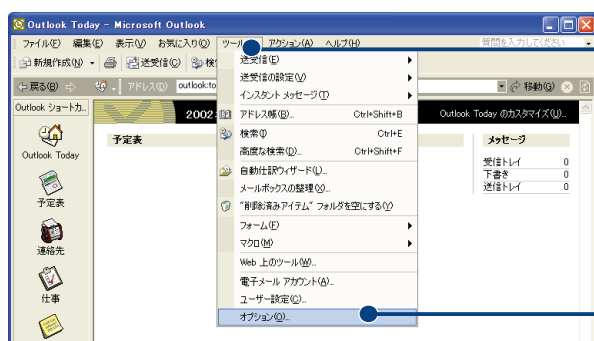 Outlook Today - Microsoft Outlook
ファイル(F) 編集(E) 表示(V) お気に入り(O) ツール アクション(A) ヘルプ(H) 質問を入力してください
新規作成(N) 送受信(C) 検
戻る(B) アドレス(D) outlook:to 移動(G)
Outlook ショートカ..
2002
Outlook Today のカスタマイズ(U)..
Outlook Today
予定表
連絡先
仕事
予定表
送受信(E)
送受信の設定(V)
インスタント メッセージ(T)
アドレス帳(B)... Ctrl+Shift+B
検索(I) Ctrl+E
高度な検索(D)... Ctrl+Shift+F
自動仕訳ウィザード(L)...
メールボックスの整理(X)...
"削除済みアイテム" フォルダを空にする(Y)
フォーム(F)
マクロ(M)
Web 上のツール(W)...
電子メール アカウント(A)...
ユーザー設定(C)...
オプション(O)...
メッセージ
受信トレイ 0
下書き 0
送信トレイ 0